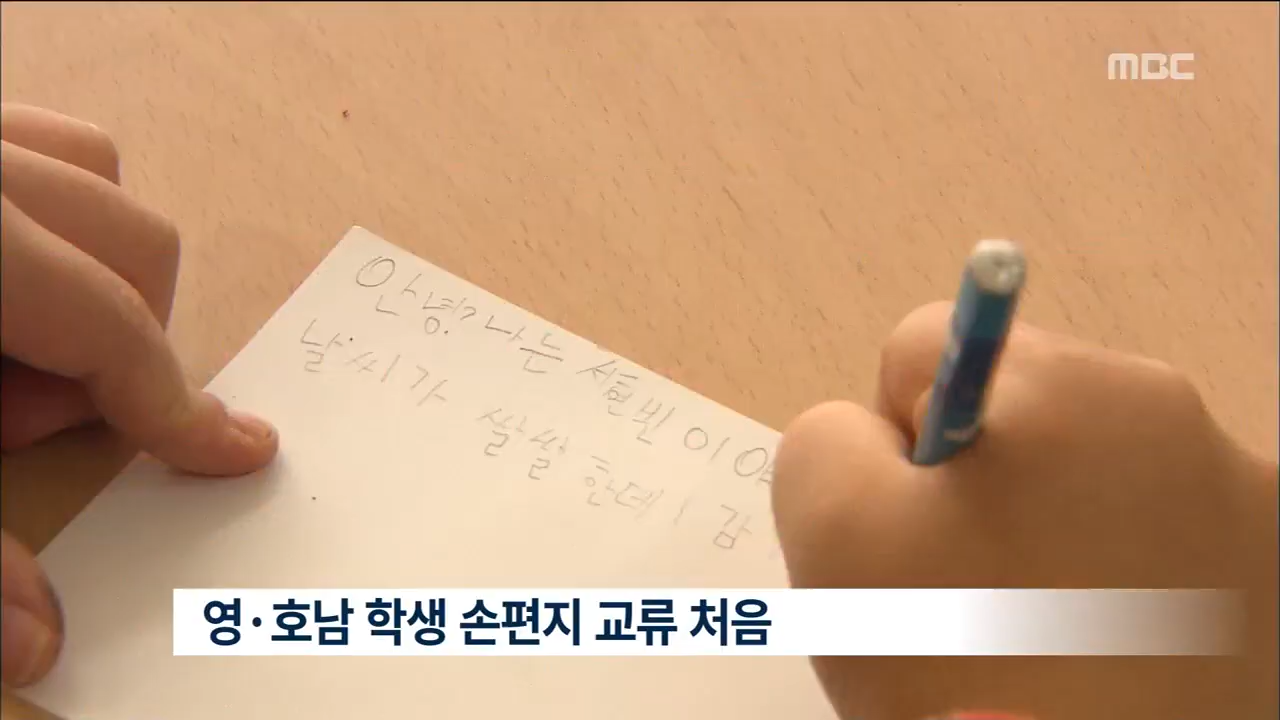 MBC
안녕? 나는 서현빈이야
날씨가 쌀쌀한데 감
영·호남 학생 손편지 교류 처음